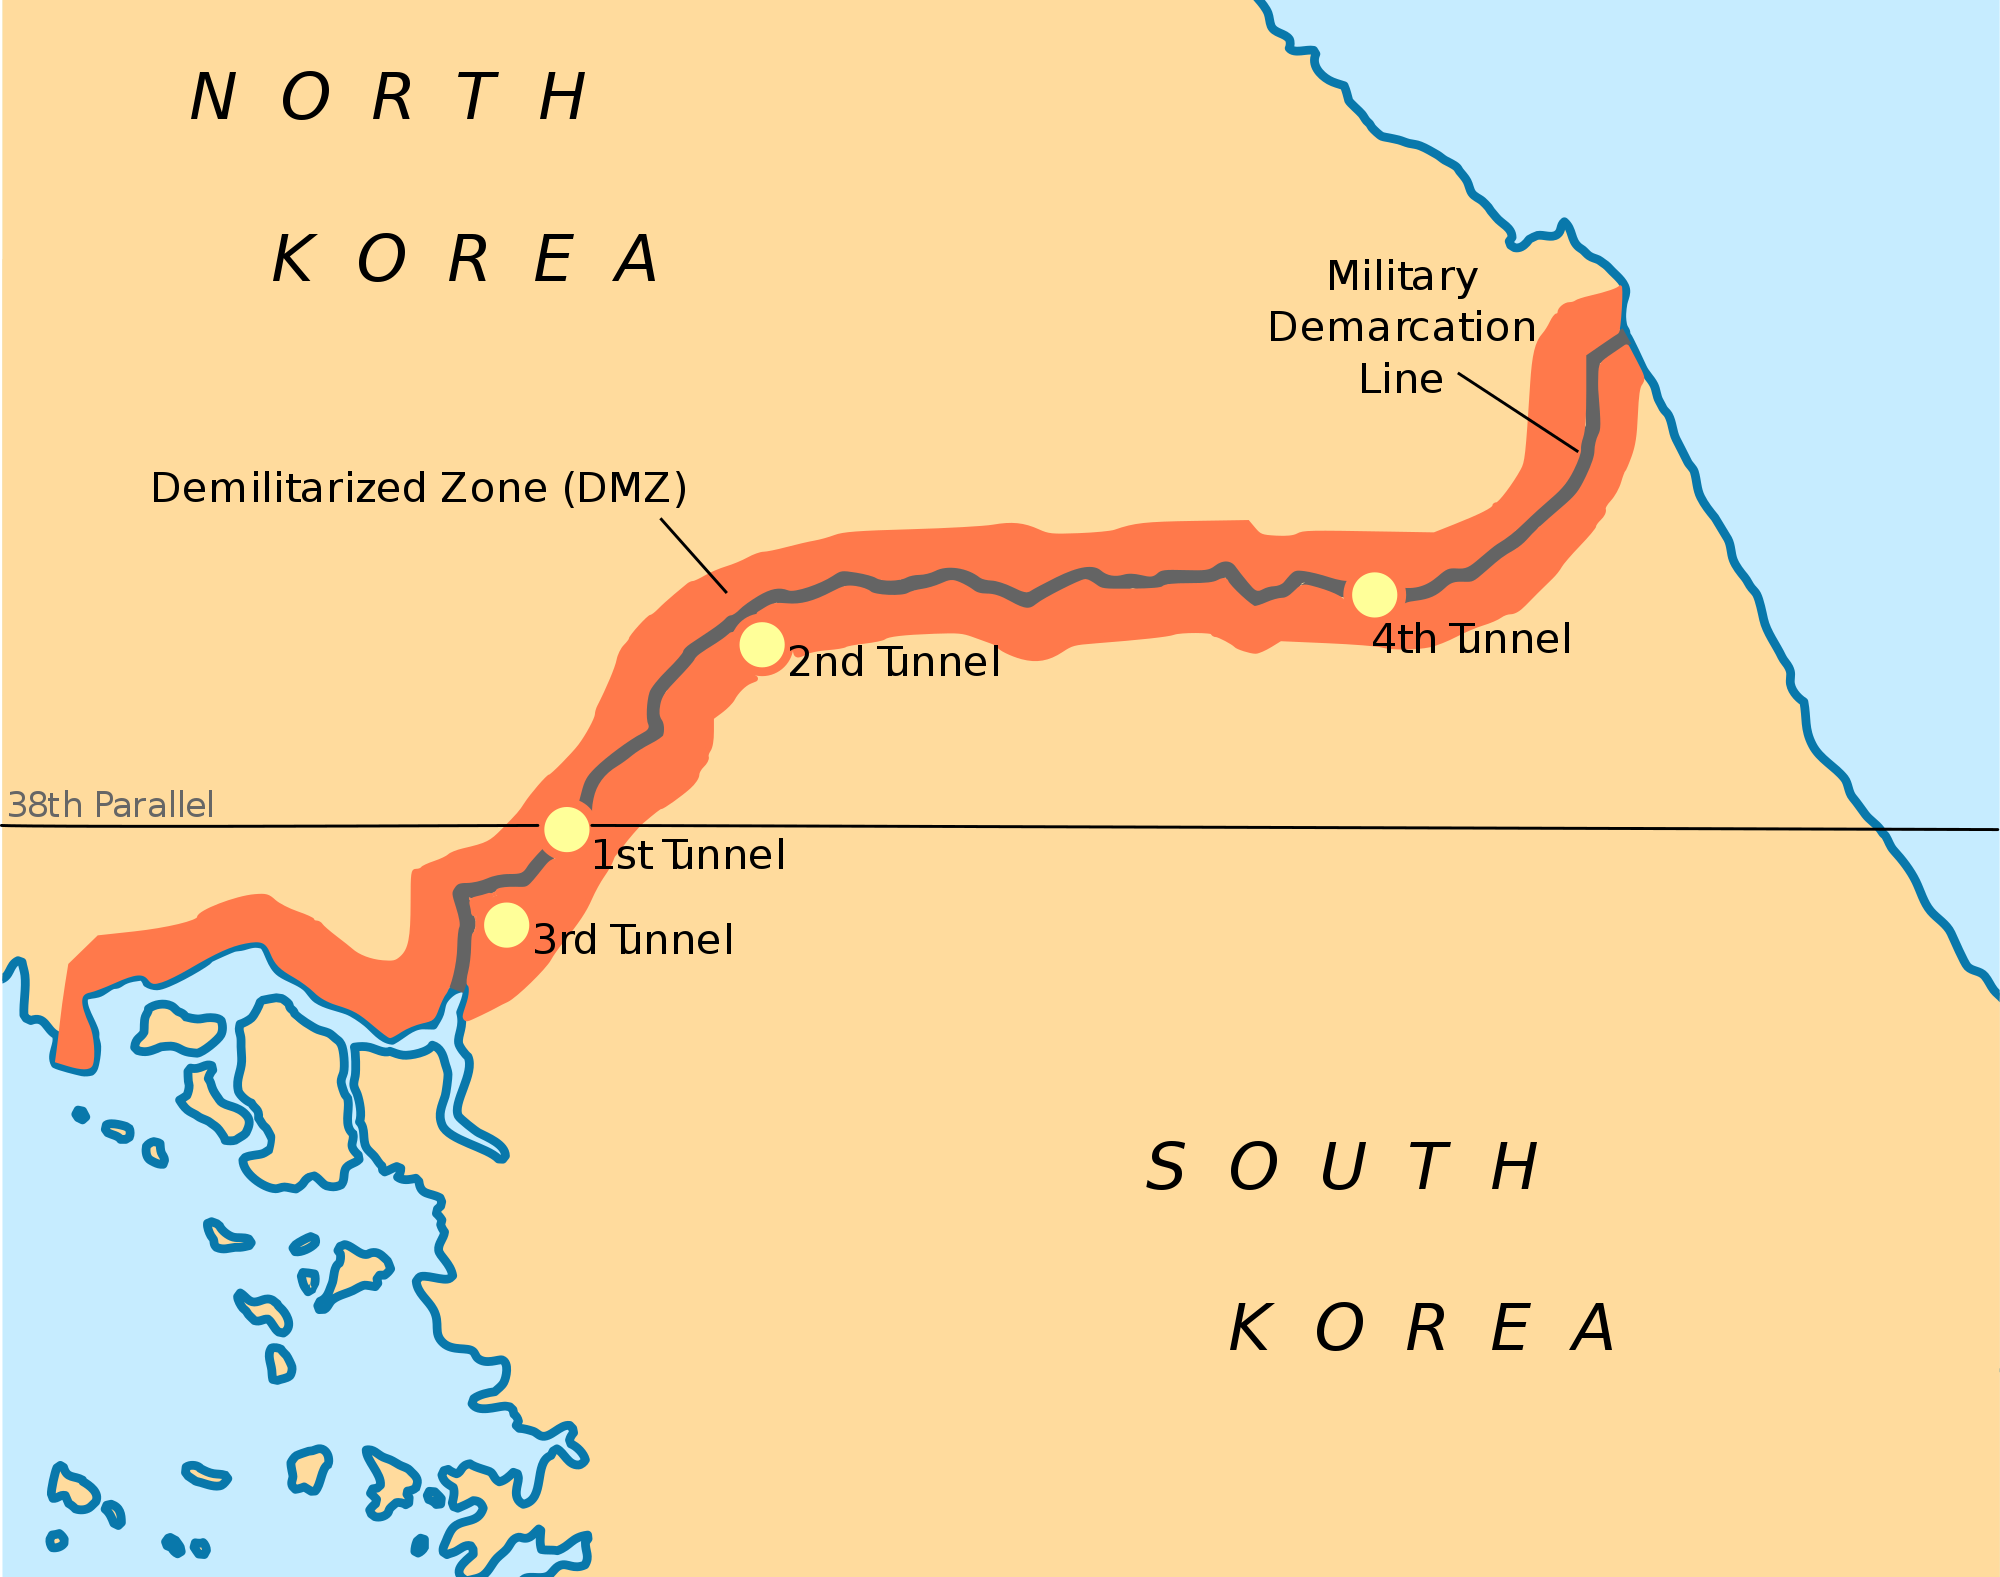 N O R T H
K O R E A
Military
Demarcation
Line
Demilitarized Zone (DMZ)
4th Tunnel
2nd Tunnel
38th Parallel
1st Tunnel
3rd Tunnel
S O U T H
K O R E A